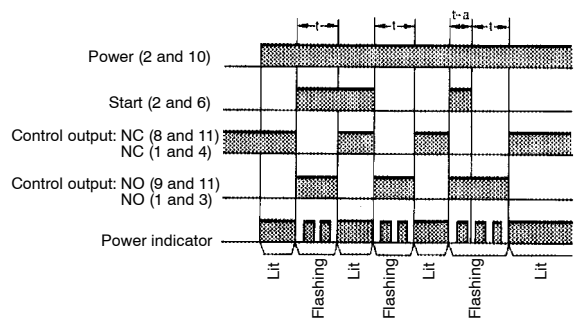 t
t
t-a
t
Power (2 and 10)
Start (2 and 6)
Control output: NC (8 and 11)
NC (1 and 4)
Control output: NO (9 and 11)
NO (1 and 3)
Power indicator
Lit
Flashing
Lit
Flashing
Lit
Flashing
Lit